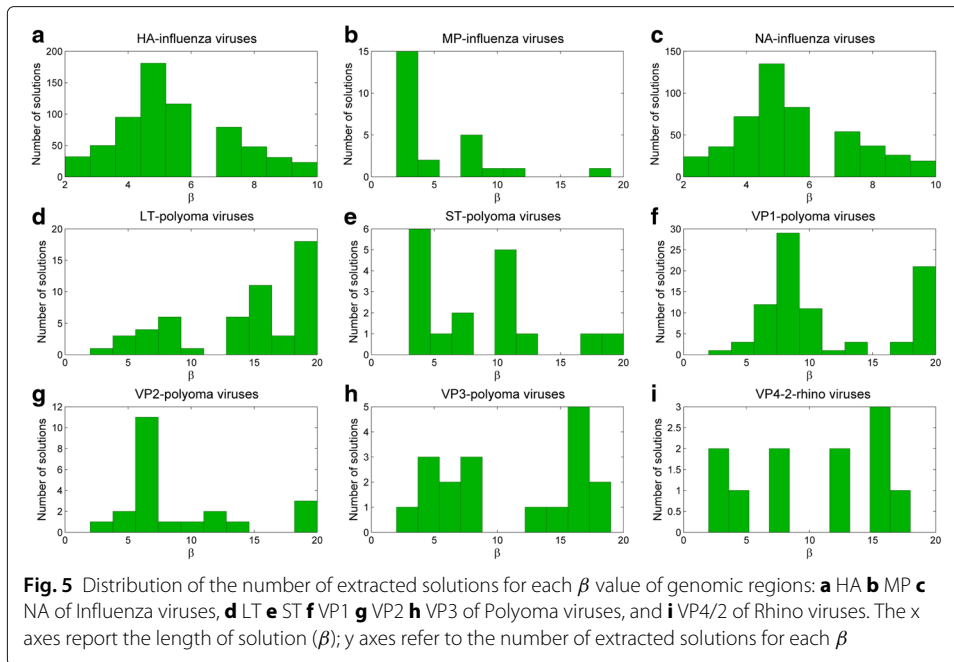 a HA-influenza viruses
Number of solutions
200
150
100
50
0
2 4 6 8 10
β
b MP-influenza viruses
Number of solutions
15
10
5
0
0 5 10 15 20
β
c NA-influenza viruses
Number of solutions
200
150
100
50
0
2 4 6 8 10
β
d LT-polyoma viruses
Number of solutions
20
15
10
5
0
0 5 10 15 20
β
e ST-polyoma viruses
Number of solutions
6
5
4
3
2
1
0
0 5 10 15 20
β
f VP1-polyoma viruses
Number of solutions
30
25
20
15
10
5
0
0 5 10 15 20
β
g VP2-polyoma viruses
Number of solutions
12
10
8
6
4
2
0
0 5 10 15 20
β
h VP3-polyoma viruses
Number of solutions
5
4
3
2
1
0
0 5 10 15 20
β
i VP4-2-rhino viruses
Number of solutions
3
2.5
2
1.5
1
0.5
0
0 5 10 15 20
β
Fig. 5 Distribution of the number of extracted solutions for each β value of genomic regions: a HA b MP c
NA of Influenza viruses, d LT e ST f VP1 g VP2 h VP3 of Polyoma viruses, and i VP4/2 of Rhino viruses. The x
axes report the length of solution (β); y axes refer to the number of extracted solutions for each β